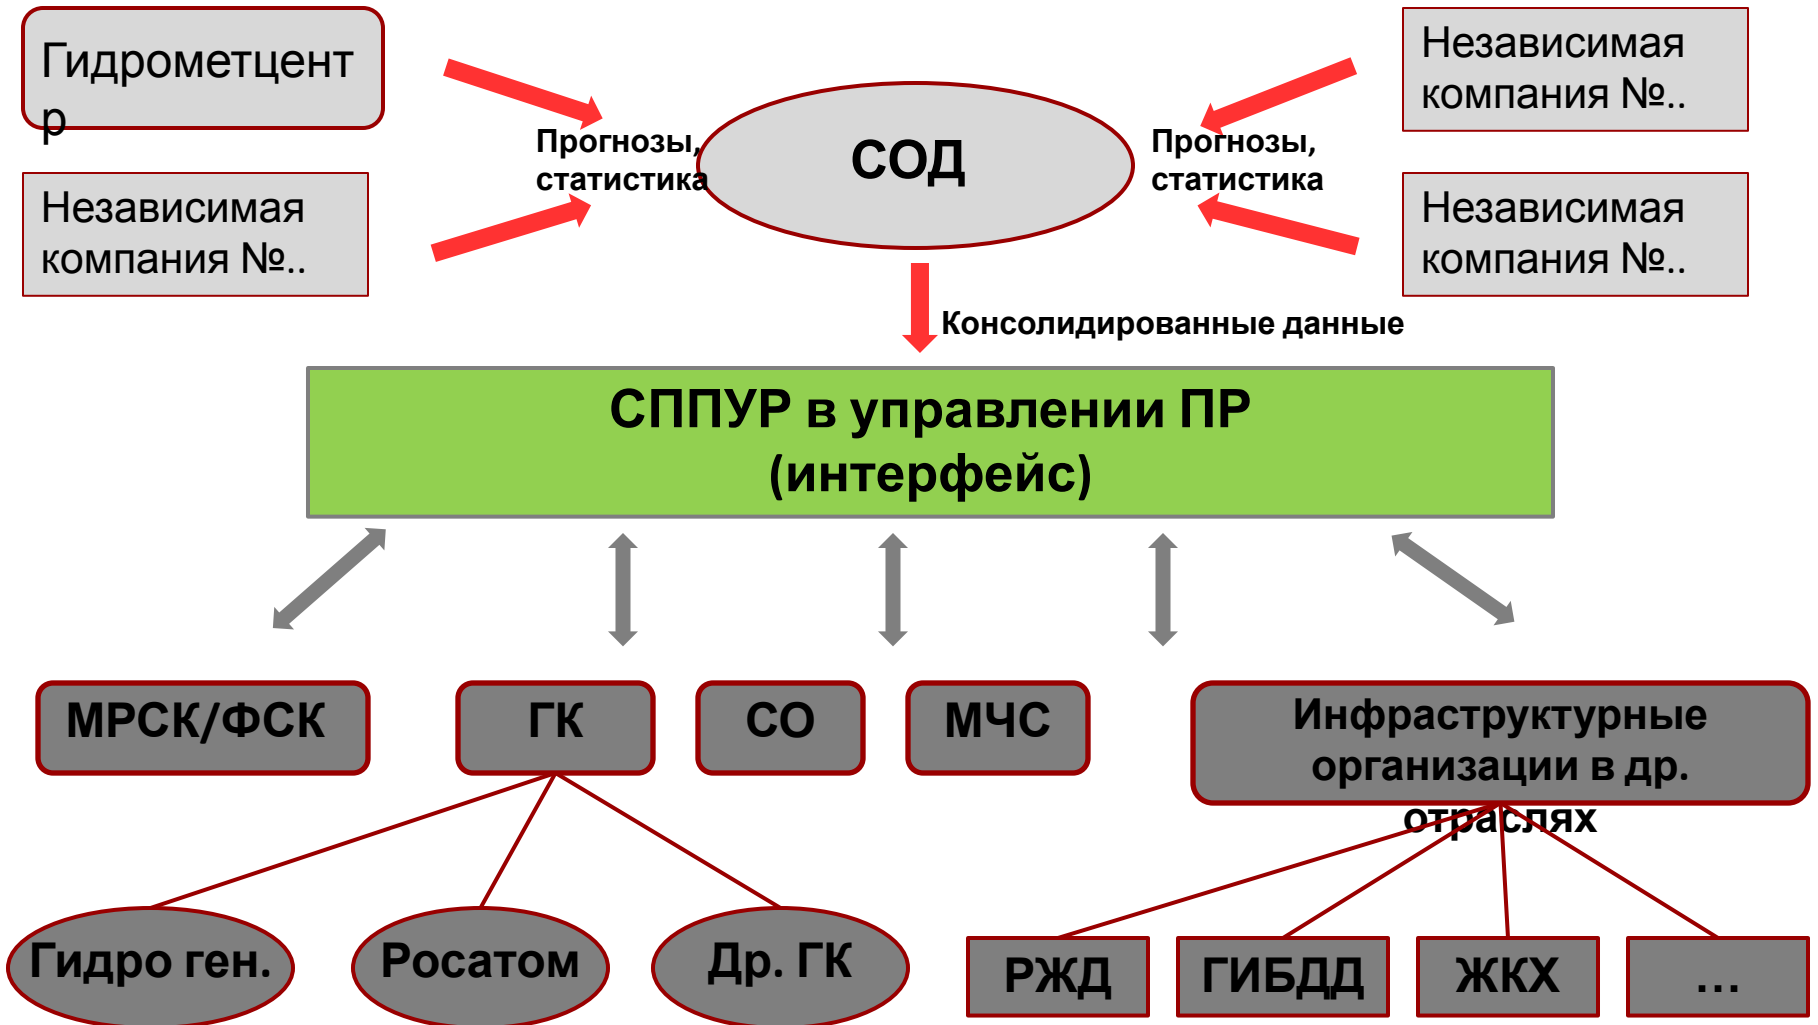 Гидрометцент
р
Независимая
компания №..
Прогнозы,
статистика
СОД
Прогнозы,
статистика
Независимая
компания №..
Независимая
компания №..
Консолидированные данные
СППУР в управлении ПР
(интерфейс)
МРСК/ФСК
ГК
СО
МЧС
Инфраструктурные
организации в др.
отраслях
Гидро ген.
Росатом
Др. ГК
РЖД
ГИБДД
ЖКХ
...